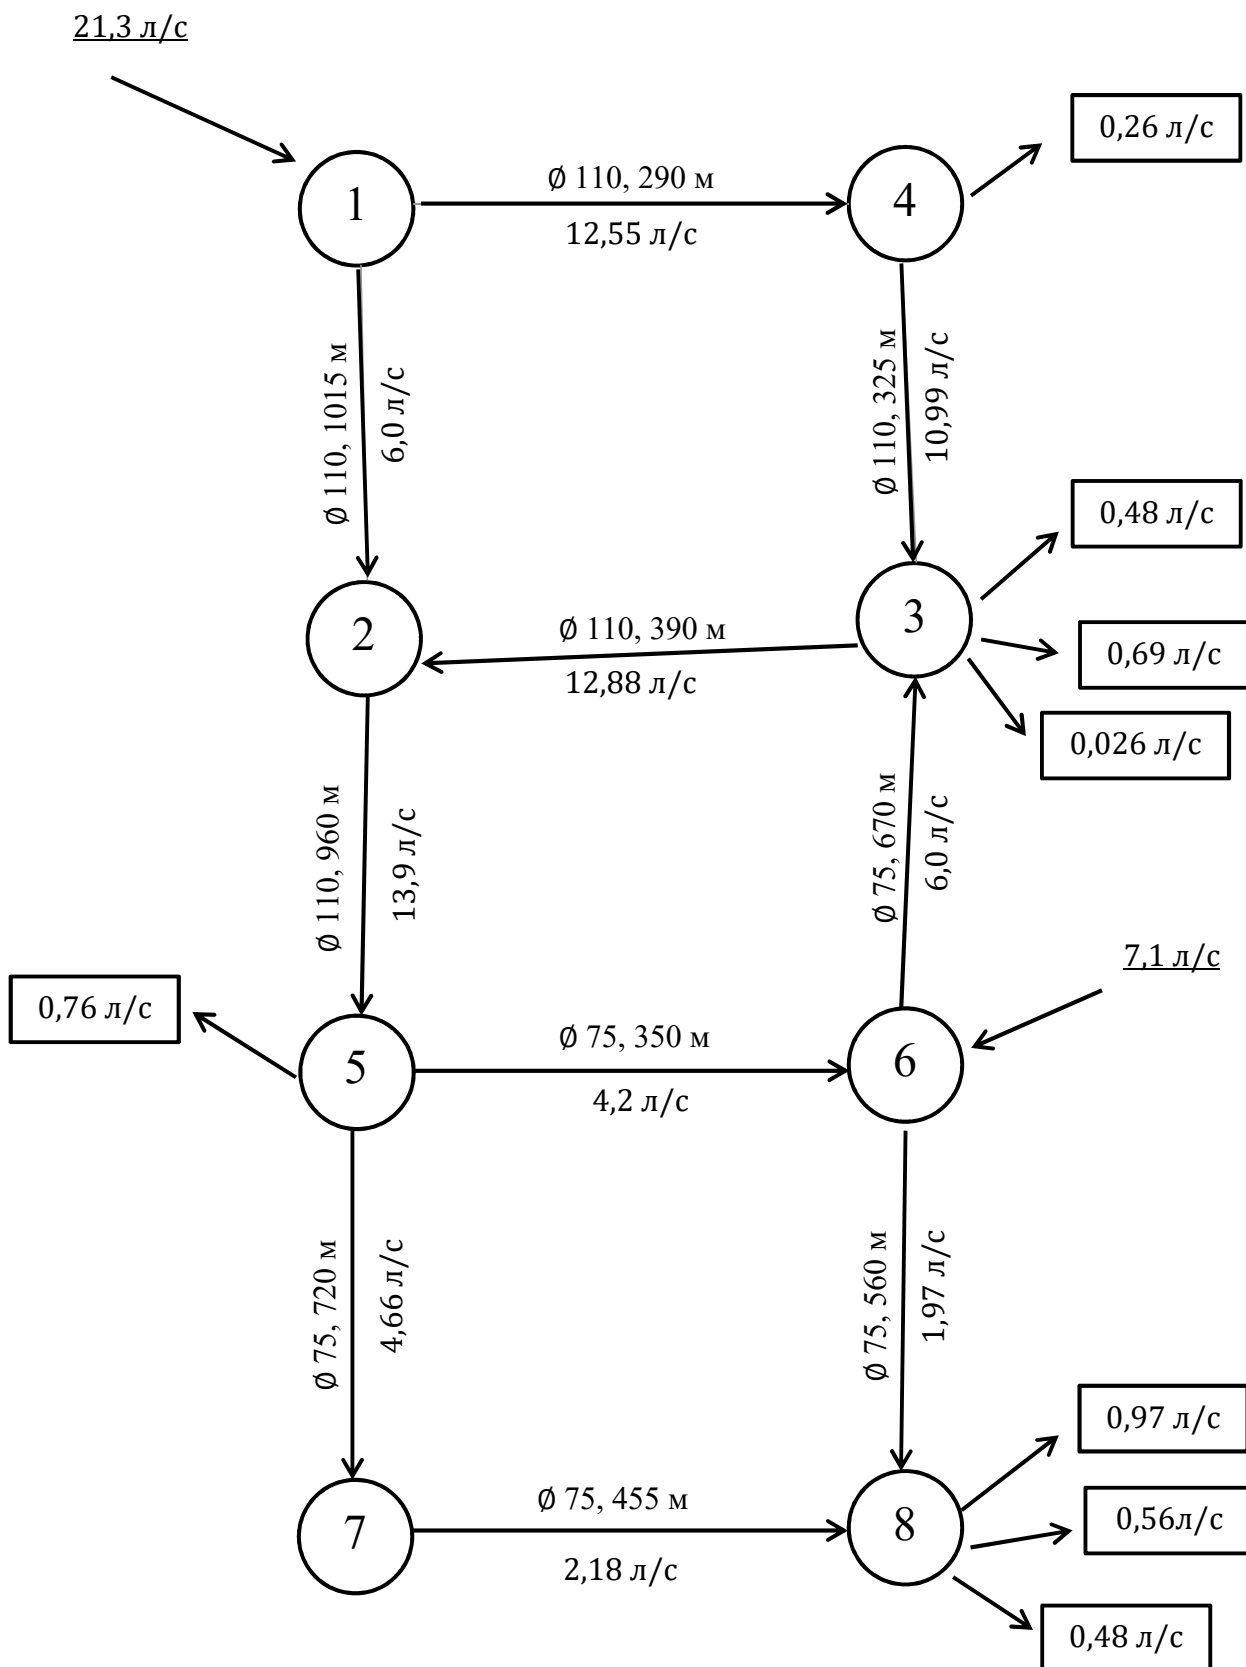 21,3 л/с
0,26 л/с
Ø 110, 290 м
1
4
12,55 л/с
Ø 110, 1015 м
6,0 л/с
Ø 110, 325 м
10,99 л/с
0,48 л/с
2
Ø 110, 390 м
3
12,88 л/с
0,69 л/с
0,026 л/с
Ø 110, 960 м
13,9 л/с
Ø 75, 670 м
6,0 л/с
7,1 л/с
0,76 л/с
5
Ø 75, 350 м
6
4,2 л/с
Ø 75, 720 м
4,66 л/с
Ø 75, 560 м
1,97 л/с
0,97 л/с
7
Ø 75, 455 м
8
0,56л/с
2,18 л/с
0,48 л/с